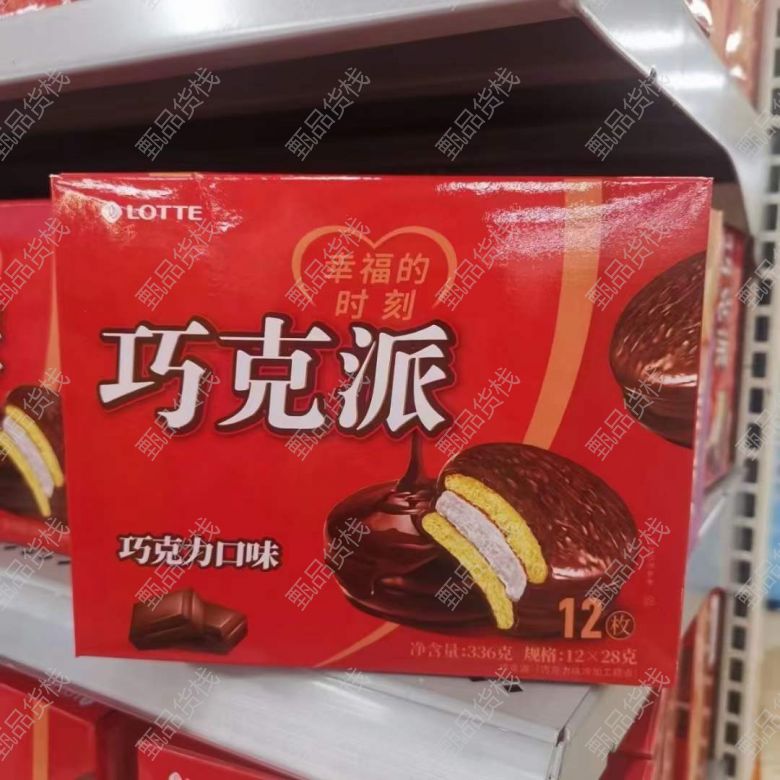 LOTTE
幸福的
时刻
巧克派
巧克力口味
12枚
净含量:336克 规格:12×28克
甄品货栈